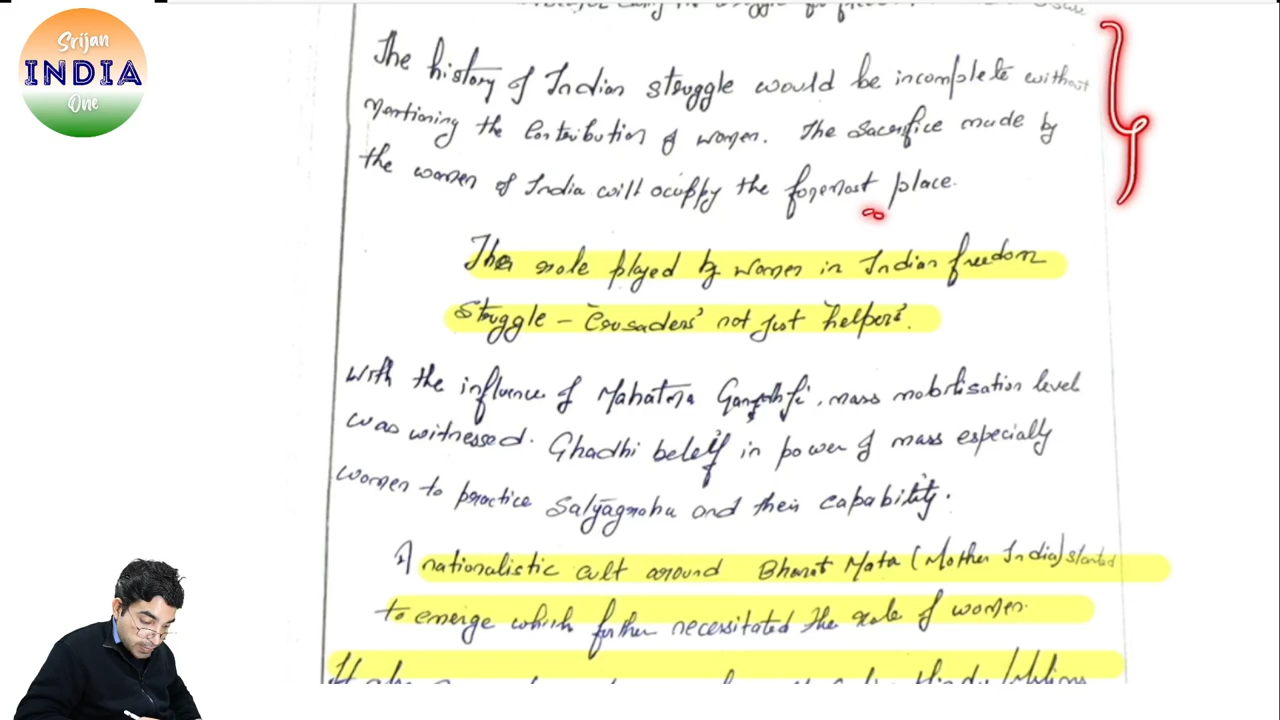 Srijan
INDIA
One
The history of Indian struggle would be incomplete without
mentioning the contribution of women. The sacrifice made by
the women of India will ocuppy the foremost place.
The role played by women in Indian freedom
struggle – 'Crusaders' not just 'helpers'.
With the influence of Mahatma Gandhi, mass mobilisation level
was witnessed. Ghadhi beleif in power of mass especially
women to practice Satyagraha and their capability.
A nationalistic cult around Bharat Mata (Mother India) started
to emerge which further necessitated the role of women.